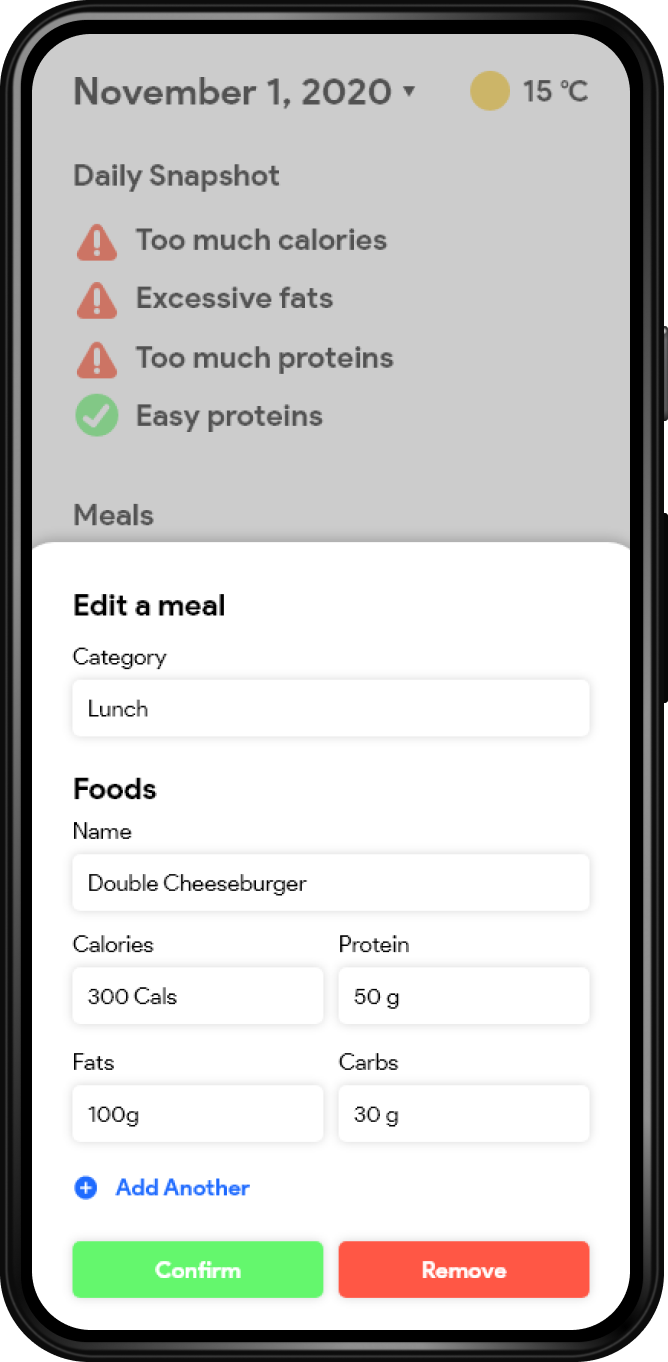 November 1, 2020 ▼ 15 °C
Daily Snapshot
Too much calories
Excessive fats
Too much proteins
Easy proteins
Meals
Edit a meal
Category
Lunch
Foods
Name
Double Cheeseburger
Calories Protein
300 Cals 50 g
Fats Carbs
100g 30 g
Add Another
Confirm Remove